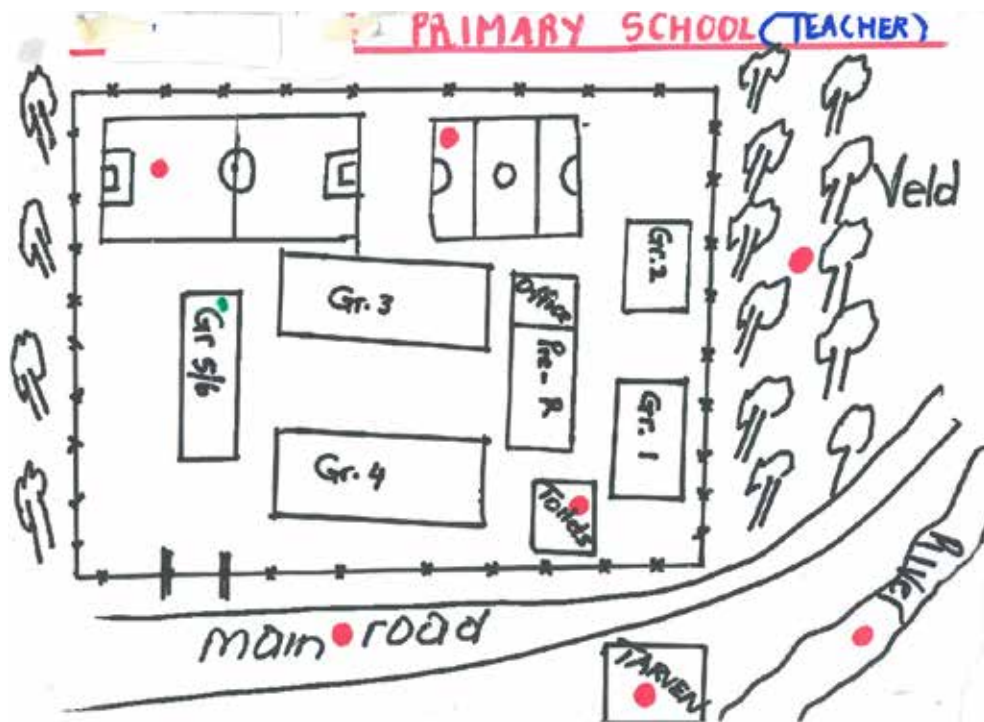 PRIMARY SCHOOL (TEACHER)
Veld
Gr. 2
Gr. 3
Office
Gr 5/6
Pre-R
Gr. 1
Gr. 4
Toilets
River
main road
TARVEN